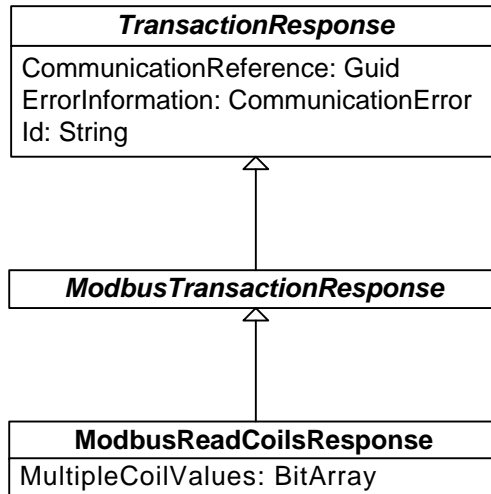 TransactionResponse
CommunicationReference: Guid
ErrorInformation: CommunicationError
Id: String
ModbusTransactionResponse
ModbusReadCoilsResponse
MultipleCoilValues: BitArray